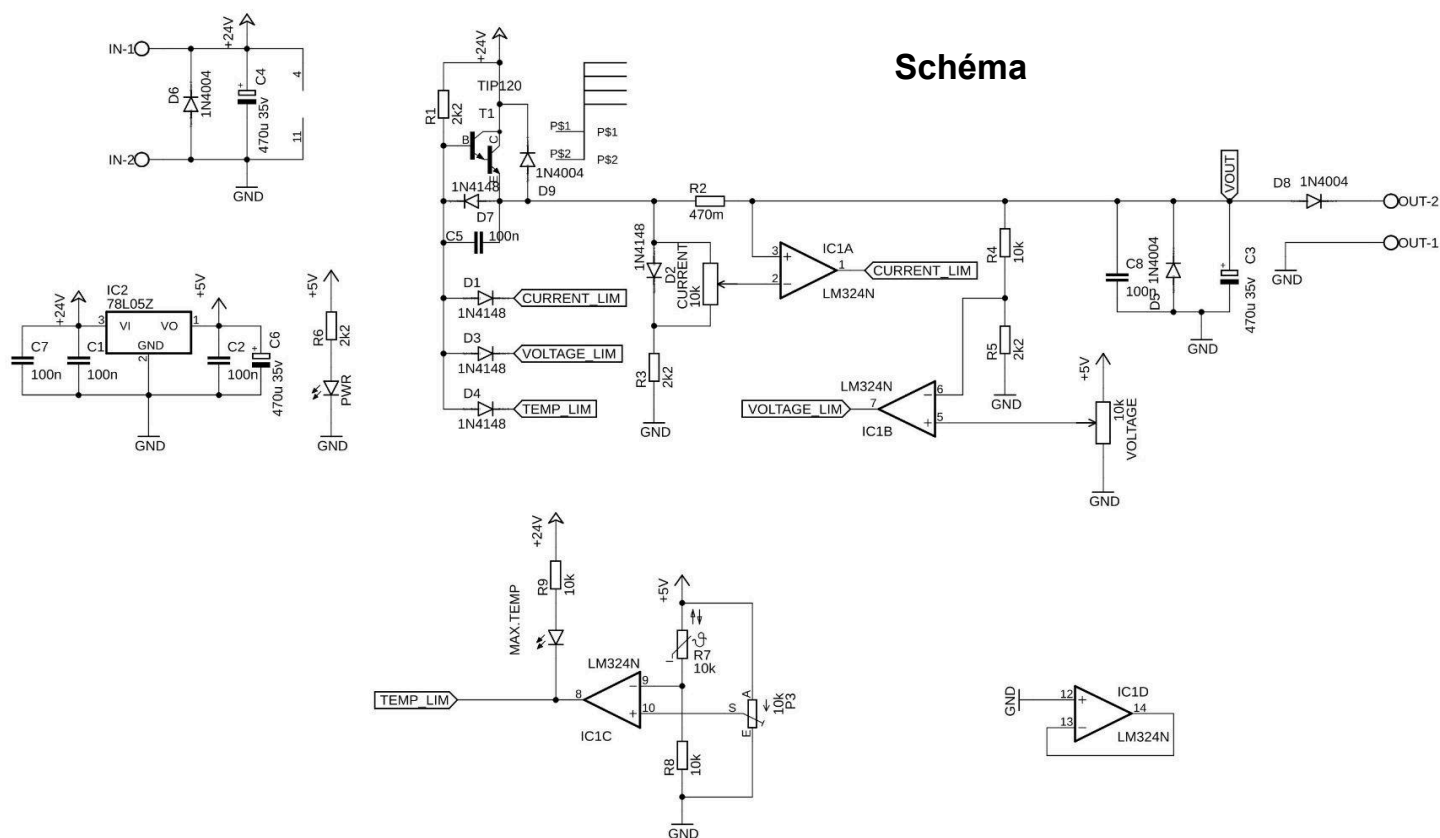 Schéma
IN-1
IN-2
+24V
D6
1N4004
C4
470u 35v
+
4
11
GND
+24V
TIP120
T1
R1
2k2
B
C
E
1N4004
D9
P$1
P$1
P$2
P$2
1N4148
D7
C5
100n
D1
1N4148
CURRENT_LIM
D3
1N4148
VOLTAGE_LIM
D4
1N4148
TEMP_LIM
R2
470m
1N4148
D2
CURRENT
10k
R3
2k2
GND
3
2
+
−
1
IC1A
LM324N
CURRENT_LIM
R4
10k
R5
2k2
GND
LM324N
VOLTAGE_LIM
7
6
5
−
+
IC1B
+5V
10k
VOLTAGE
GND
C8
100n
1N4004
D5
VOUT
+
C3
470u 35v
GND
D8
1N4004
OUT-2
OUT-1
GND
IC2
78L05Z
+24V
+5V
3
VI
VO
1
GND
2
C7
100n
C1
100n
C2
100n
+
C6
470u 35v
GND
+5V
R6
2k2
PWR
GND
+24V
R9
10k
MAX.TEMP
LM324N
TEMP_LIM
8
9
10
−
+
IC1C
+5V
R7
10k
ϑ
A
S
E
10k
P3
R8
10k
GND
GND
12
13
+
−
14
IC1D
LM324N